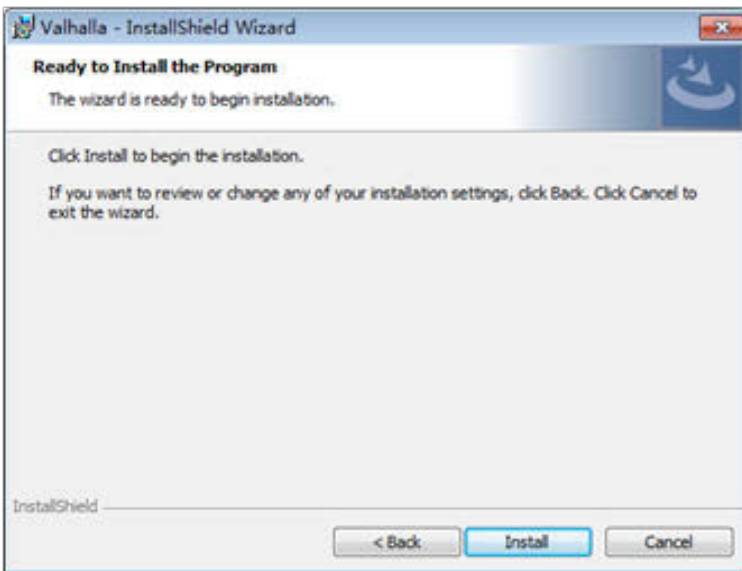 Valhalla - InstallShield Wizard
Ready to Install the Program
The wizard is ready to begin installation.
Click Install to begin the installation.
If you want to review or change any of your installation settings, click Back. Click Cancel to
exit the wizard.
InstallShield
< Back
Install
Cancel